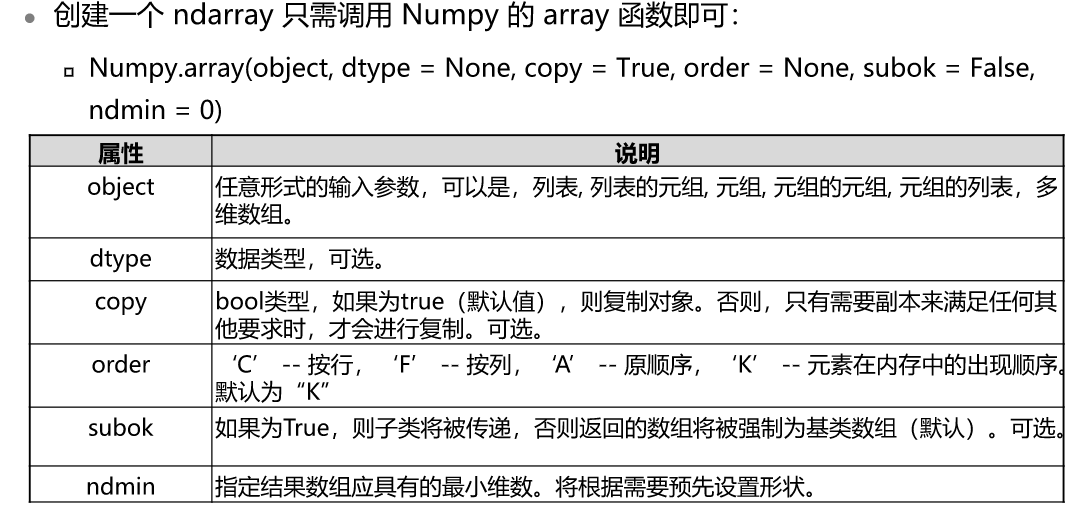 创建一个 ndarray 只需调用 Numpy 的 array 函数即可：
Numpy.array(object, dtype = None, copy = True, order = None, subok = False,
ndmin = 0)
属性 说明
object 任意形式的输入参数，可以是，列表, 列表的元组, 元组, 元组的元组, 元组的列表，多
维数组。
dtype 数据类型，可选。
copy bool类型，如果为true（默认值），则复制对象。否则，只有需要副本来满足任何其
他要求时，才会进行复制。可选。
order ‘C’ -- 按行，‘F’ -- 按列，‘A’ -- 原顺序，‘K’ -- 元素在内存中的出现顺序。
默认为“K”
subok 如果为True，则子类将被传递，否则返回的数组将被强制为基类数组（默认）。可选。
ndmin 指定结果数组应具有的最小维数。将根据需要预先设置形状。